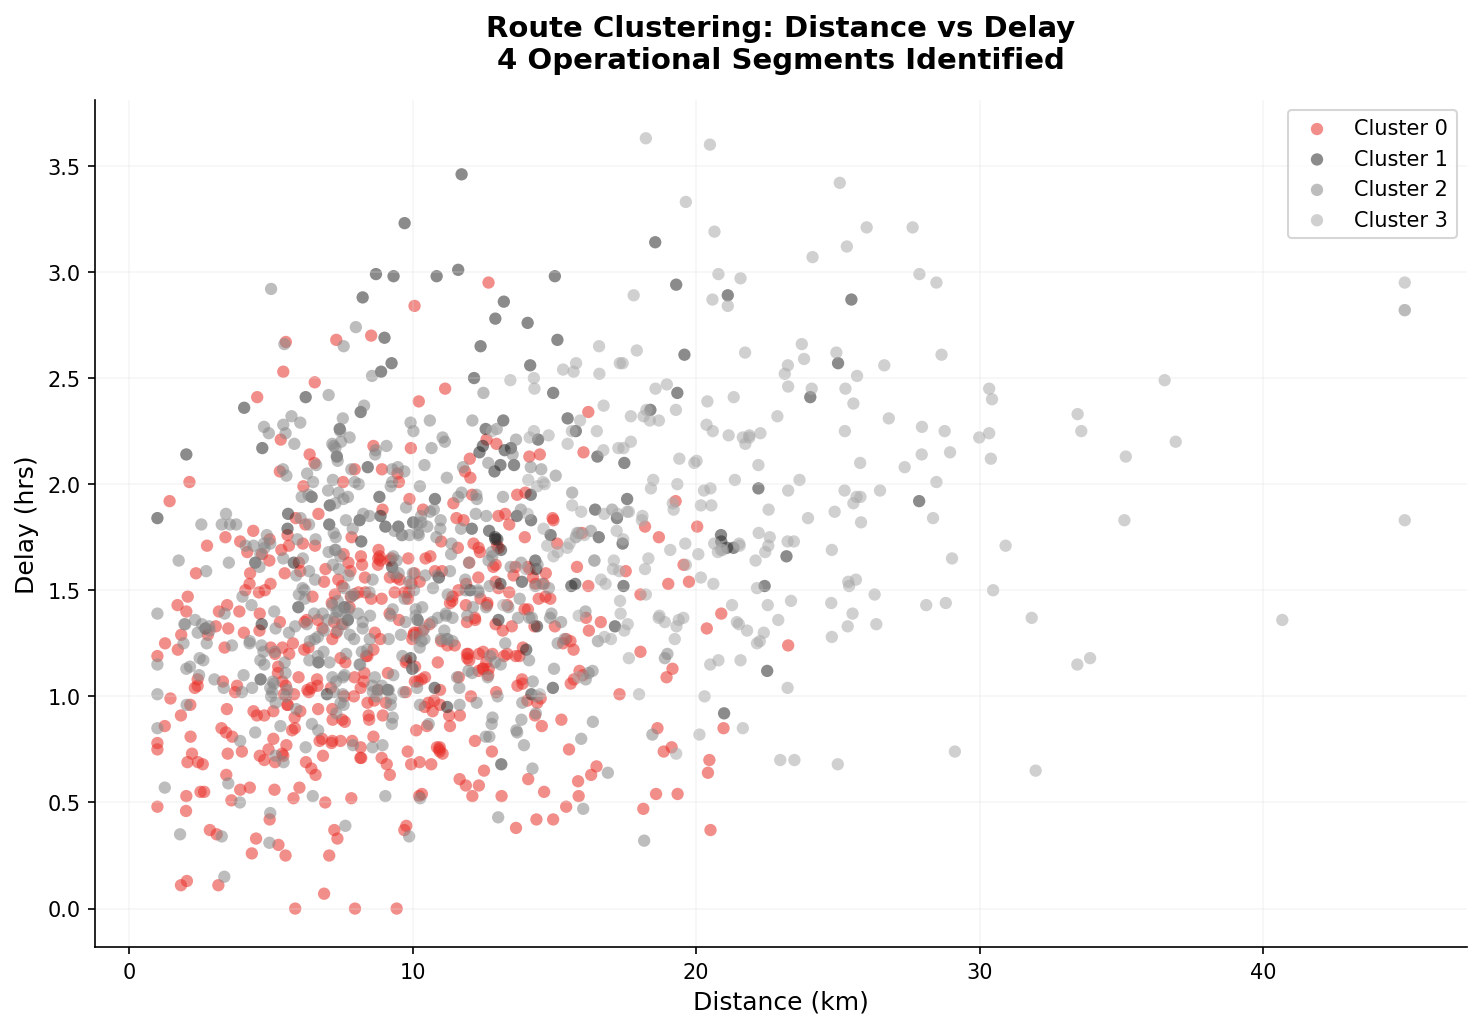 Route Clustering: Distance vs Delay
4 Operational Segments Identified
Cluster 0
Cluster 1
Cluster 2
Cluster 3
Delay (hrs)
3.5
3.0
2.5
2.0
1.5
1.0
0.5
0.0
0
10
20
30
40
Distance (km)